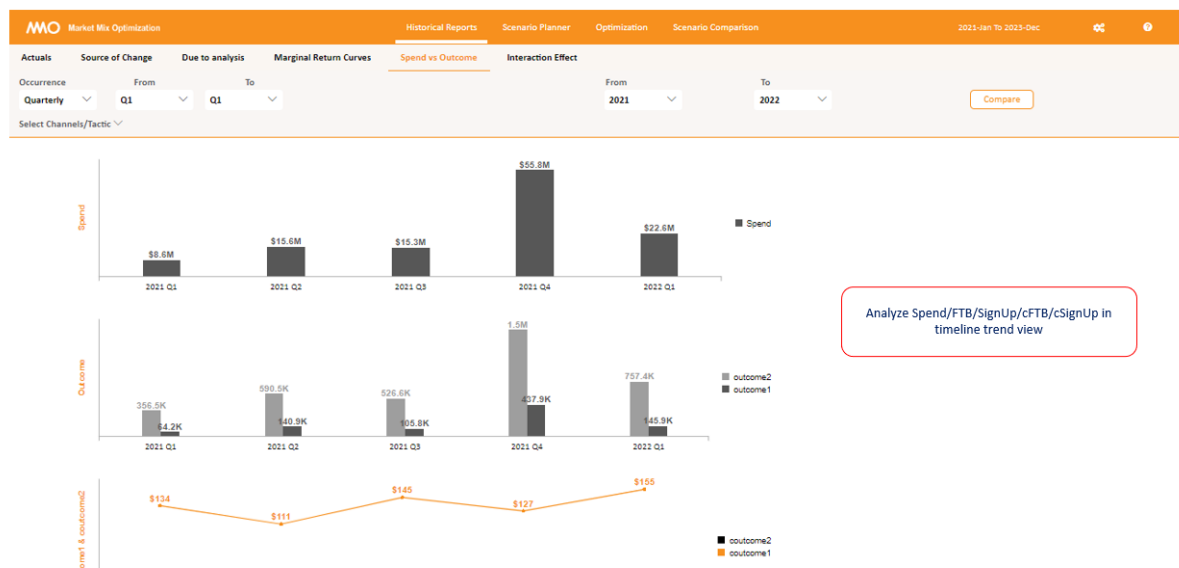 MMO Market Mix Optimization
Historical Reports Scenario Planner Optimization Scenario Comparison
2021-Jan To 2023-Dec
Actuals Source of Change Due to analysis Marginal Return Curves Spend vs Outcome Interaction Effect
Occurrence From To From To
Quarterly Q1 Q1 2021 2022 Compare
Select Channels/Tactic
Spend
$8.6M $15.6M $15.3M $55.8M $22.6M
2021 Q1 2021 Q2 2021 Q3 2021 Q4 2022 Q1
Spend
Analyze Spend/FTB/SignUp/cFTB/cSignUp in
timeline trend view
Outcome
356.5K 590.5K 526.6K 1.5M 757.4K
64.2K 140.9K 105.8K 437.9K 145.9K
2021 Q1 2021 Q2 2021 Q3 2021 Q4 2022 Q1
outcome2
outcome1
ome1 & coutcome2
$134 $111 $145 $127 $155
coutcome2
coutcome1